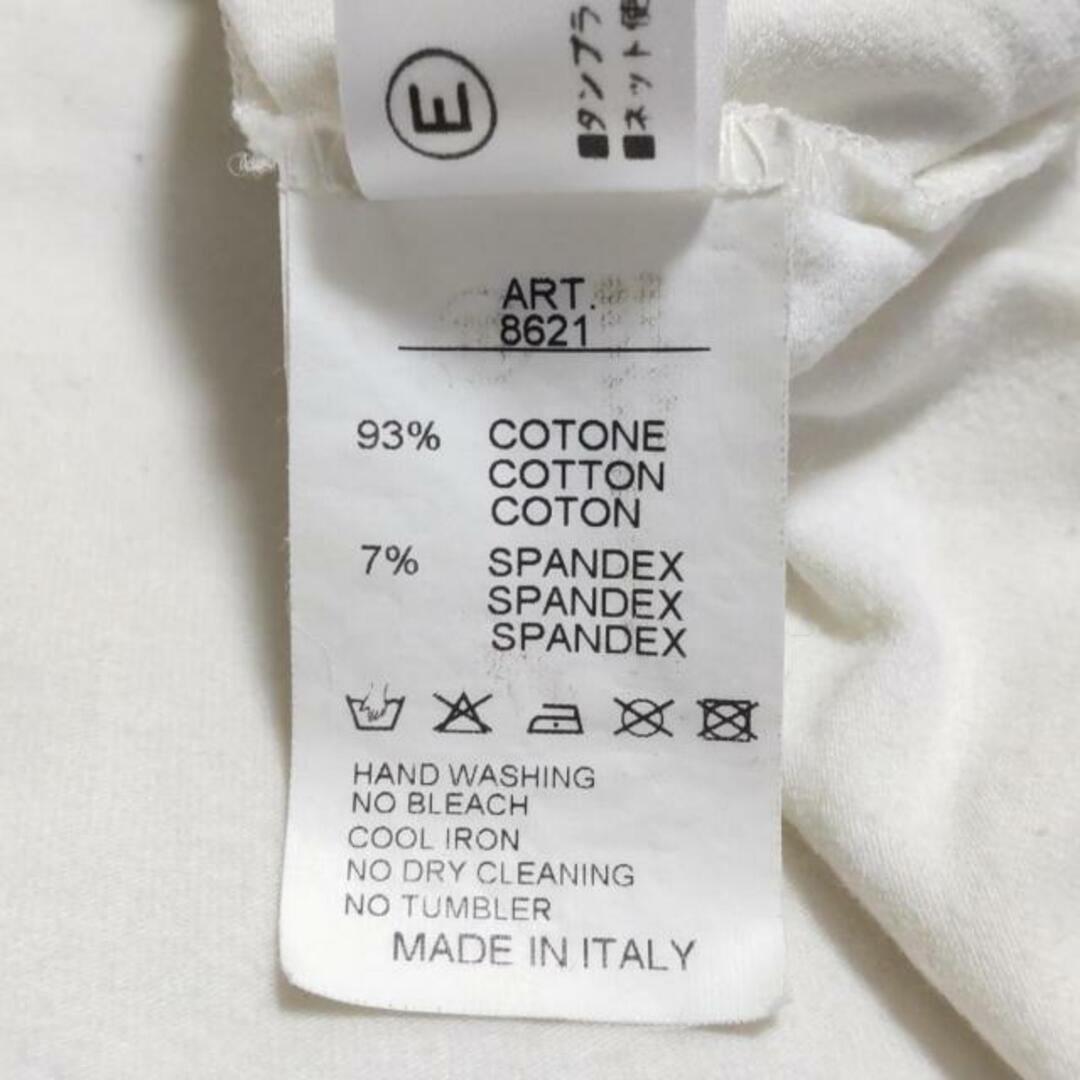 E
■タンブラ
■ネット使
ART.
8621
93% COTONE
COTTON
COTON
7% SPANDEX
SPANDEX
SPANDEX
HAND WASHING
NO BLEACH
COOL IRON
NO DRY CLEANING
NO TUMBLER
MADE IN ITALY